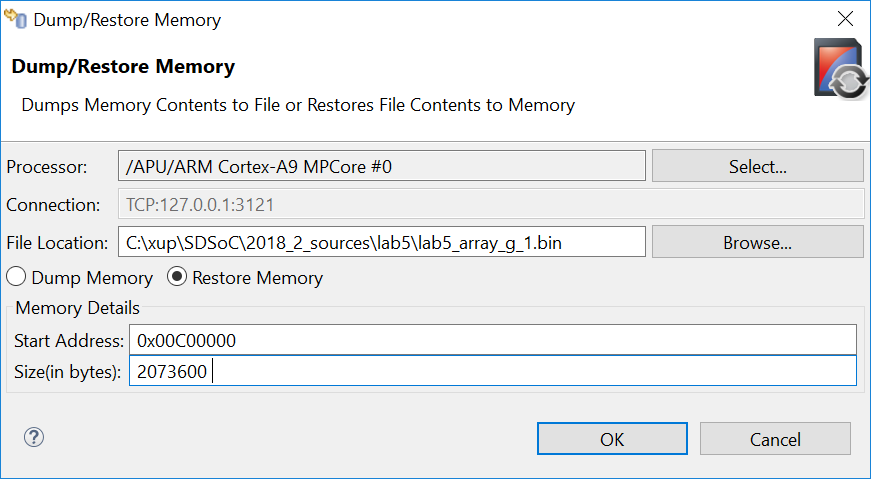 Dump/Restore Memory
Dump/Restore Memory
Dumps Memory Contents to File or Restores File Contents to Memory
Processor: /APU/ARM Cortex-A9 MPCore #0 Select...
Connection: TCP:127.0.0.1:3121
File Location: C:\xup\SDSoC\2018_2_sources\lab5\lab5_array_g_1.bin Browse...
Dump Memory Restore Memory
Memory Details
Start Address: 0x00C00000
Size(in bytes): 2073600
? OK Cancel